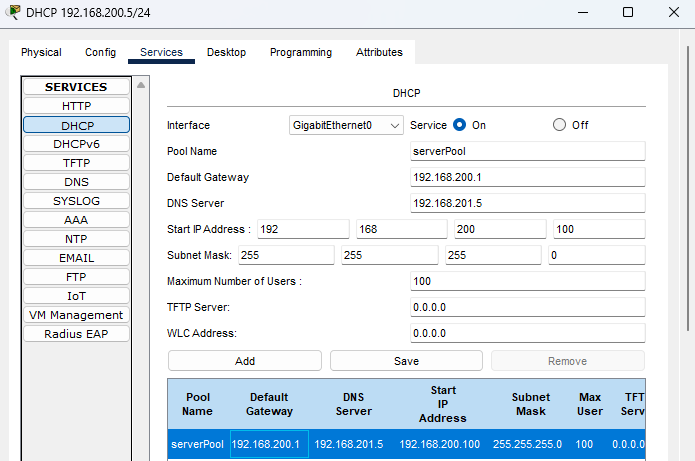 DHCP 192.168.200.5/24
Physical Config Services Desktop Programming Attributes
SERVICES
HTTP
DHCP
DHCPv6
TFTP
DNS
SYSLOG
AAA
NTP
EMAIL
FTP
IoT
VM Management
Radius EAP
DHCP
Interface GigabitEthernet0 Service On Off
Pool Name serverPool
Default Gateway 192.168.200.1
DNS Server 192.168.201.5
Start IP Address : 192 168 200 100
Subnet Mask: 255 255 255 0
Maximum Number of Users : 100
TFTP Server: 0.0.0.0
WLC Address: 0.0.0.0
Add Save Remove
Pool Name Default Gateway DNS Server Start IP Address Subnet Mask Max User TFT Serv
serverPool 192.168.200.1 192.168.201.5 192.168.200.100 255.255.255.0 100 0.0.0.0